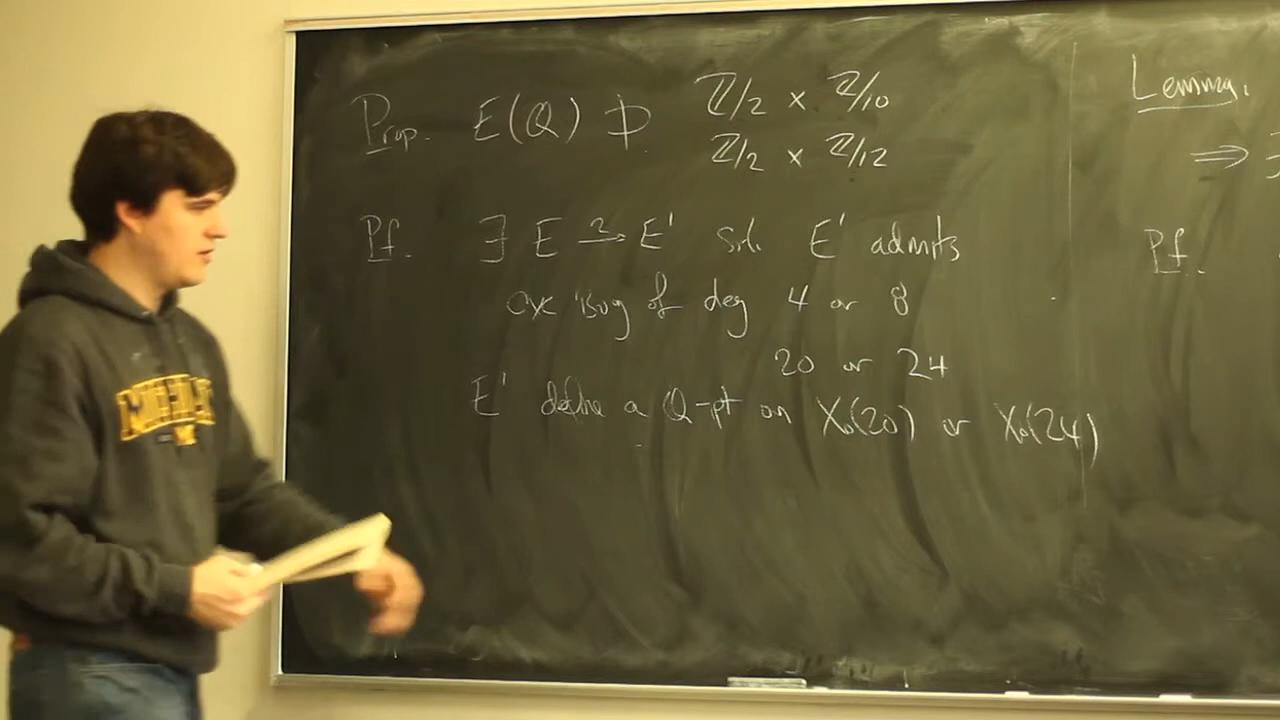 Prop. E(Q) ⊅ Z/2 × Z/10
Z/2 × Z/12
Pf. ∃ E →² E' s.t. E' admits
cyc isog of deg 4 or 8
20 or 24
E' define a Q-pt on X₀(20) or X₀(24)
Lemma.
⇒
Pf.
MICHIGAN
M